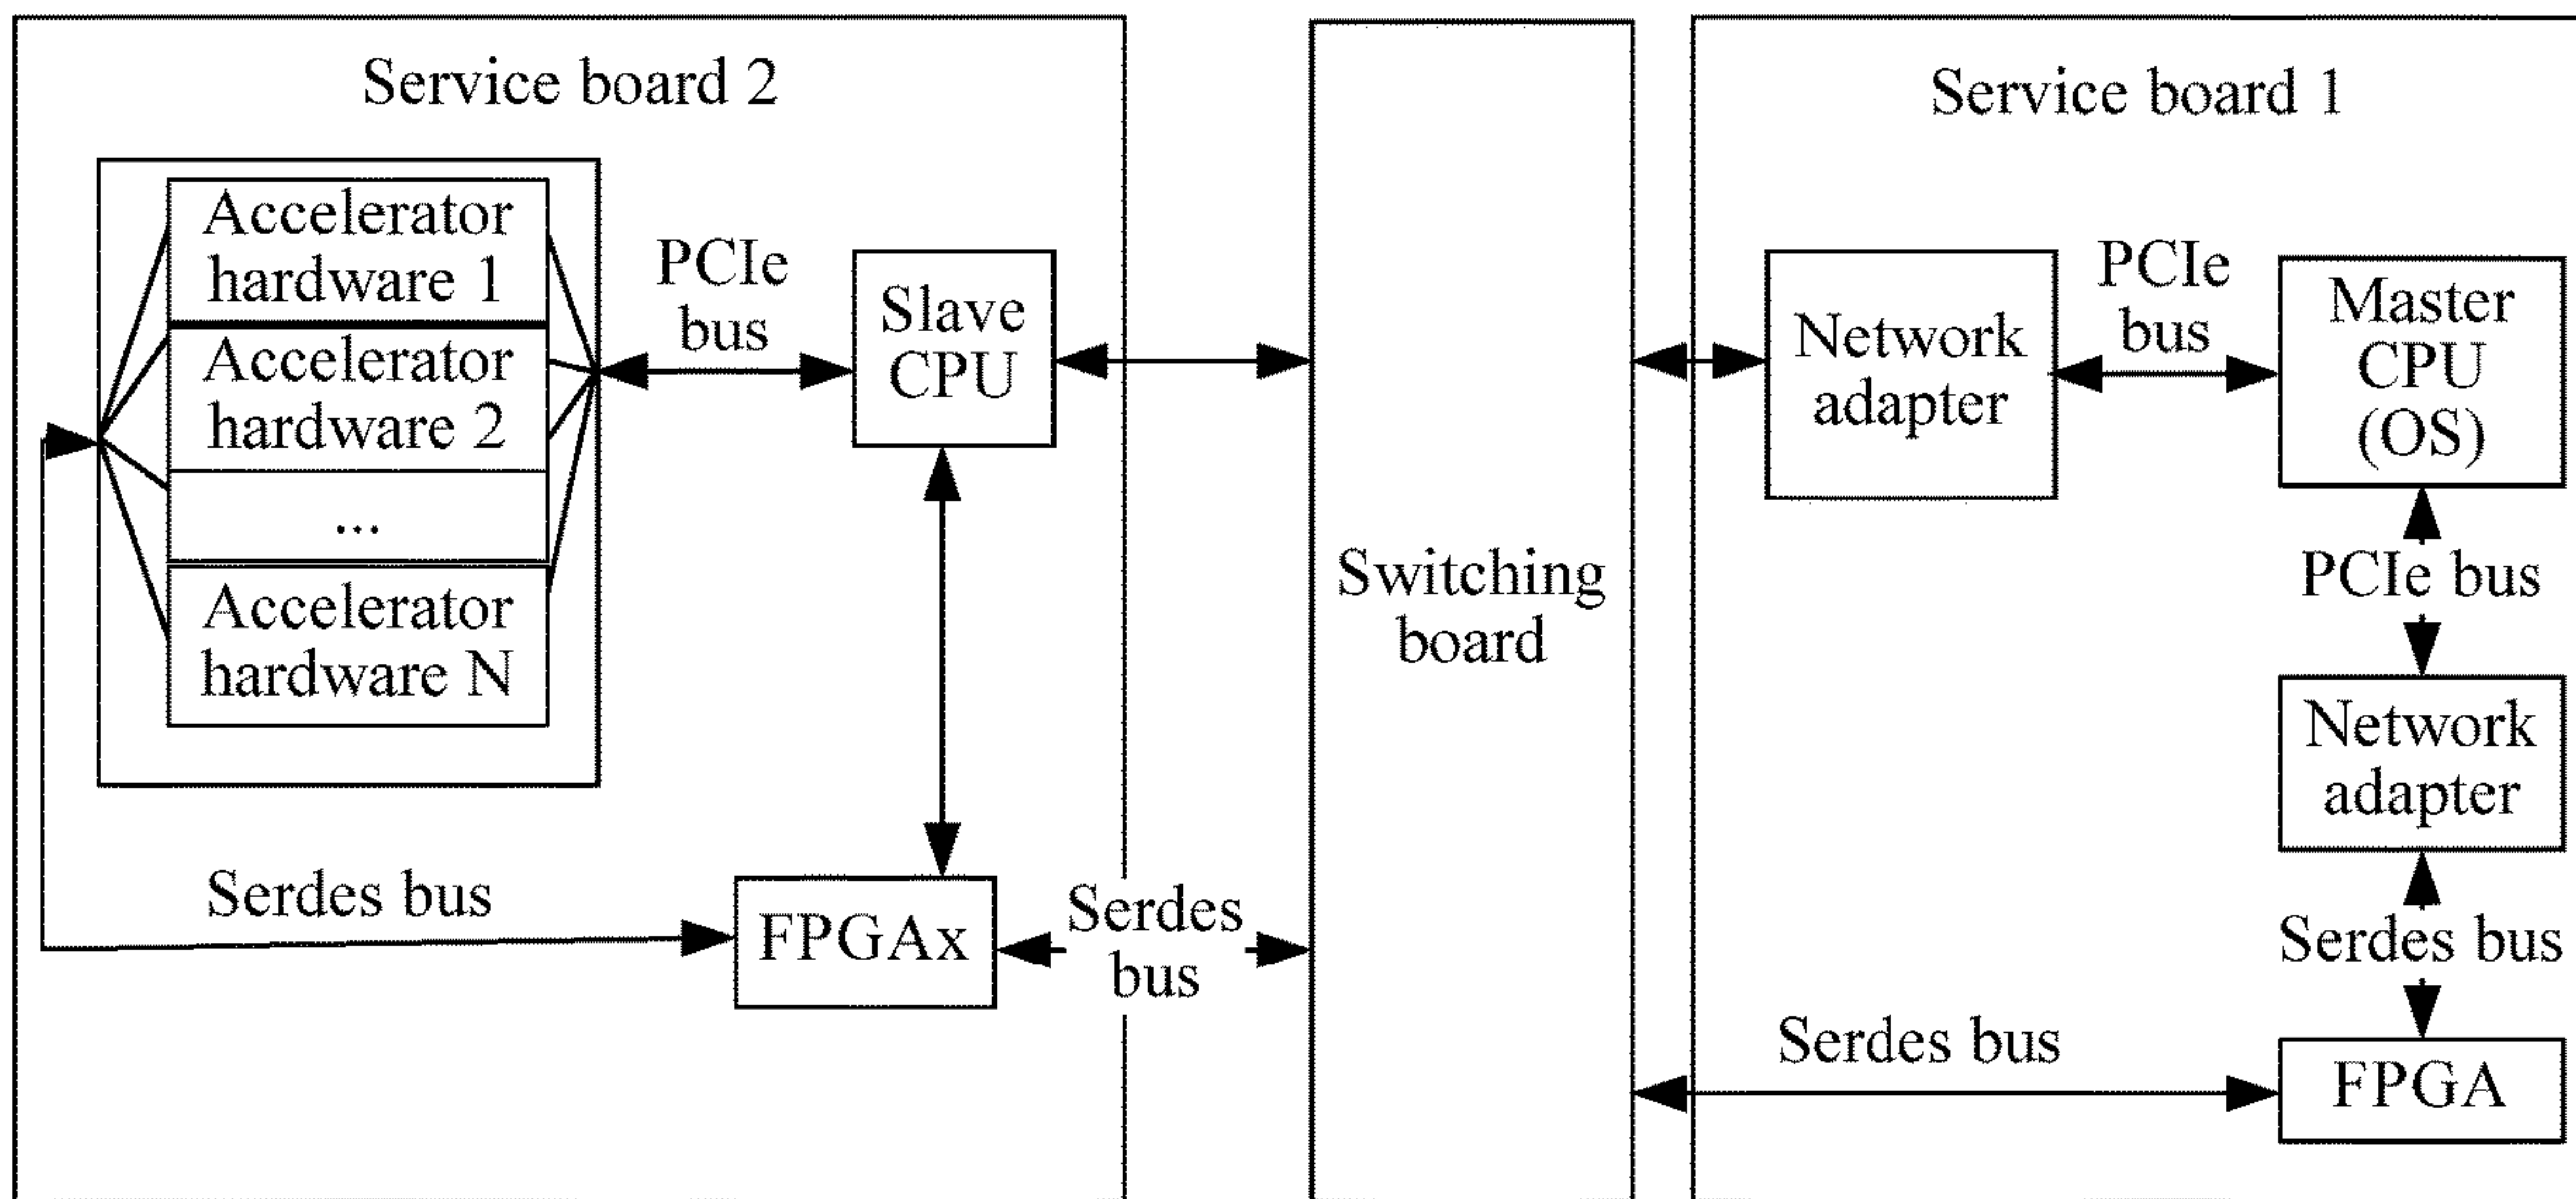 Service board 2
Accelerator
hardware 1
Accelerator
hardware 2
...
Accelerator
hardware N
PCIe
bus
Slave
CPU
Serdes bus
FPGAx
Serdes
bus
Switching
board
Service board 1
Network
adapter
PCIe
bus
Master
CPU
(OS)
PCIe bus
Network
adapter
Serdes bus
Serdes bus
FPGA